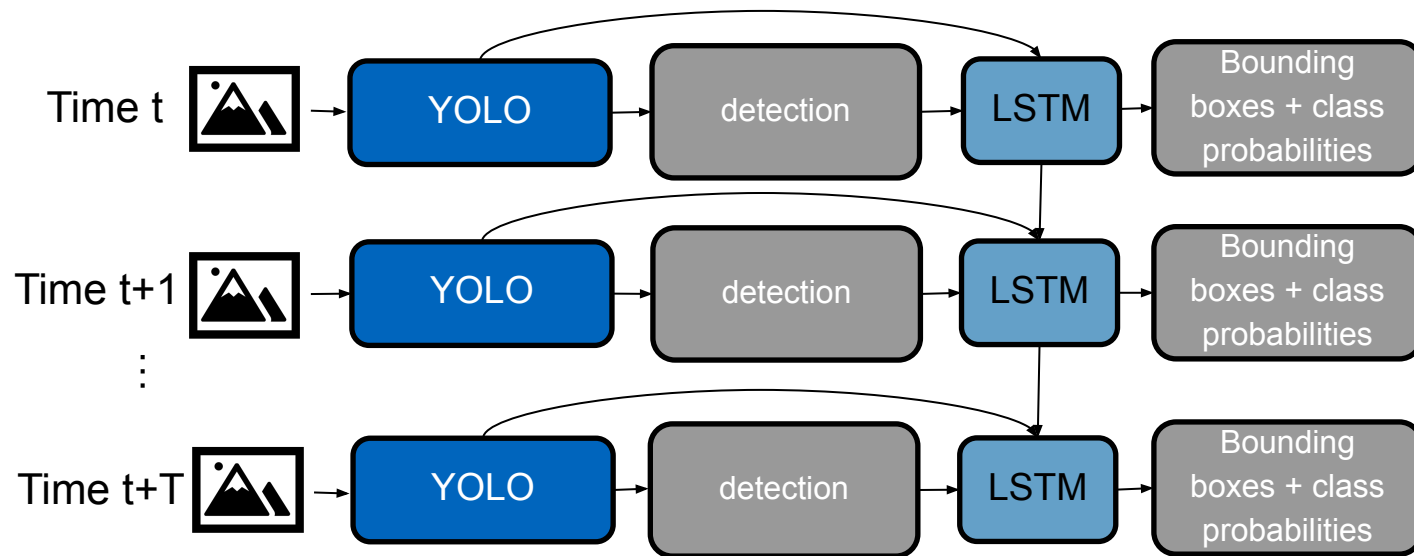 Time t
YOLO
detection
LSTM
Bounding
boxes + class
probabilities
Time t+1
YOLO
detection
LSTM
Bounding
boxes + class
probabilities
⋮
Time t+T
YOLO
detection
LSTM
Bounding
boxes + class
probabilities